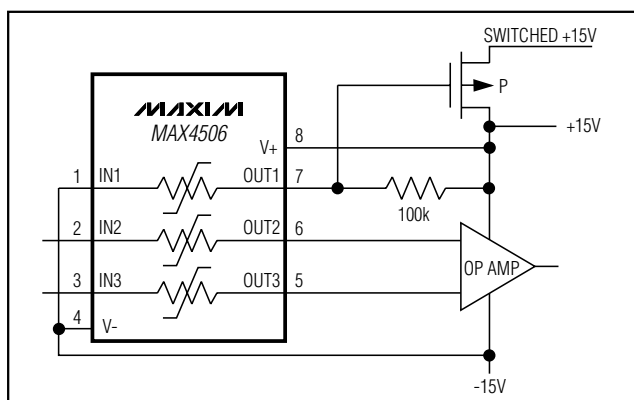 SWITCHED +15V
P
MAXIM
MAX4506
V+
8
+15V
1
IN1
OUT1
7
100k
2
IN2
OUT2
6
OP AMP
3
IN3
OUT3
5
4
V-
-15V